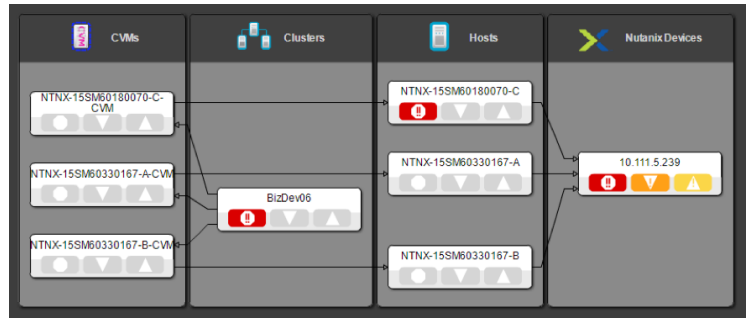 CVMs
Clusters
Hosts
Nutanix Devices
NTNX-15SM60180070-C-
CVM
NTNX-15SM60330167-A-CVM
NTNX-15SM60330167-B-CVM
BizDev06
NTNX-15SM60180070-C
NTNX-15SM60330167-A
NTNX-15SM60330167-B
10.111.5.239
CVM